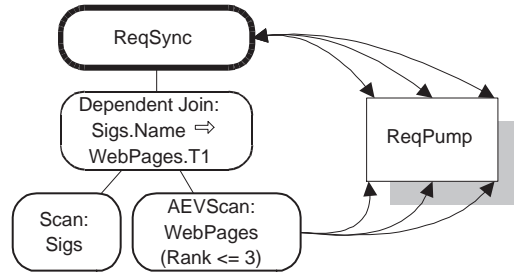 ReqSync
Dependent Join:
Sigs.Name ⇨
WebPages.T1
ReqPump
Scan:
Sigs
AEVScan:
WebPages
(Rank <= 3)